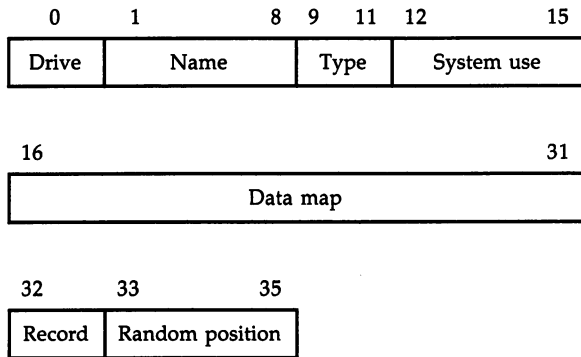 0 1 8 9 11 12 15
Drive Name Type System use
16 31
Data map
32 33 35
Record Random position